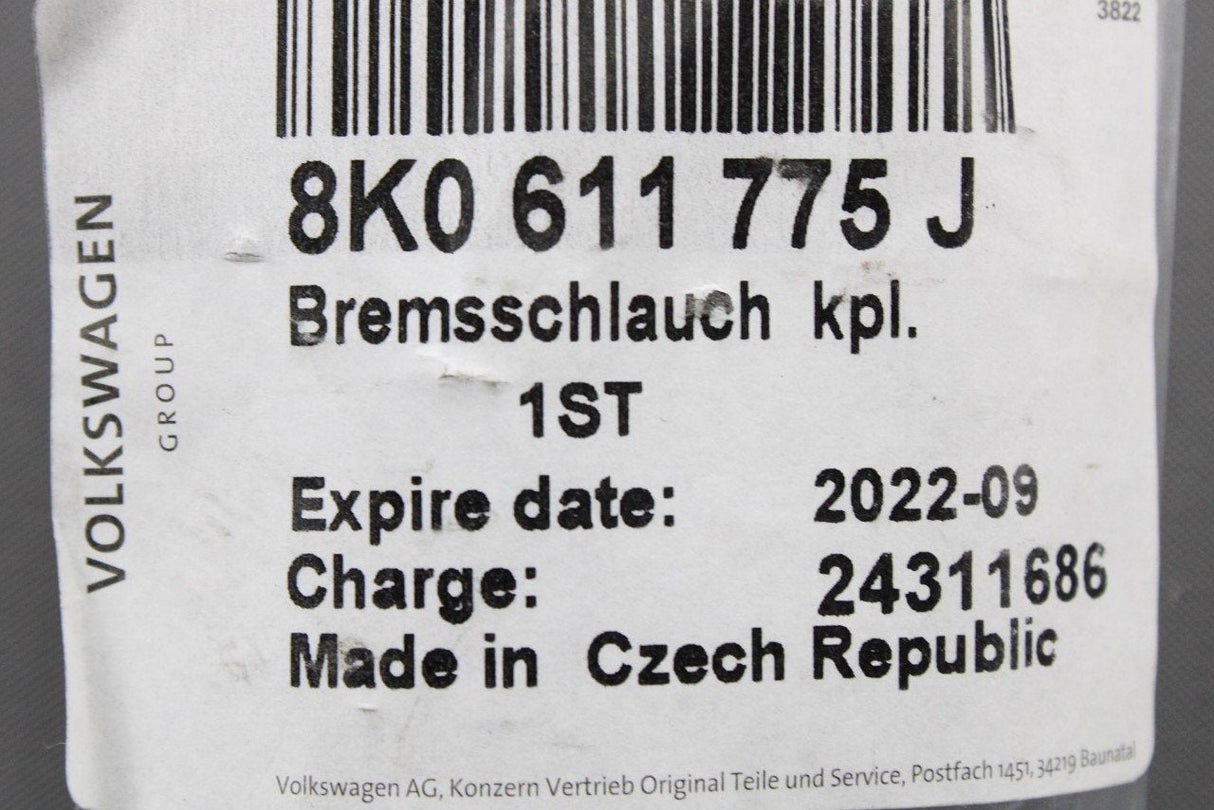 3822
8K0 611 775 J
Bremsschlauch kpl.
1ST
Expire date: 2022-09
Charge: 24311686
Made in Czech Republic
VOLKSWAGEN
GROUP
Volkswagen AG, Konzern Vertrieb Original Teile und Service, Postfach 1451, 34219 Baunatal